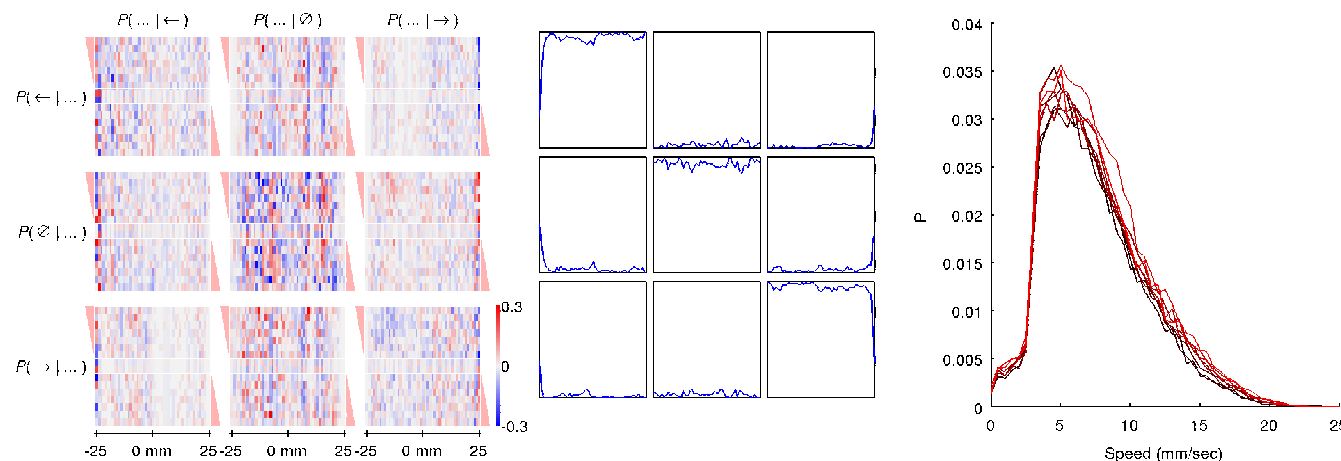 P( ... | ← ) P( ... | ∅ ) P( ... | → )
P( ← | ... )
P( ∅ | ... )
P( → | ... )
0.3
0
-0.3
-25 0 mm 25 -25 0 mm 25 -25 0 mm 25
0.04
0.035
0.03
0.025
0.02
0.015
0.01
0.005
0
P
0 5 10 15 20 25
Speed (mm/sec)